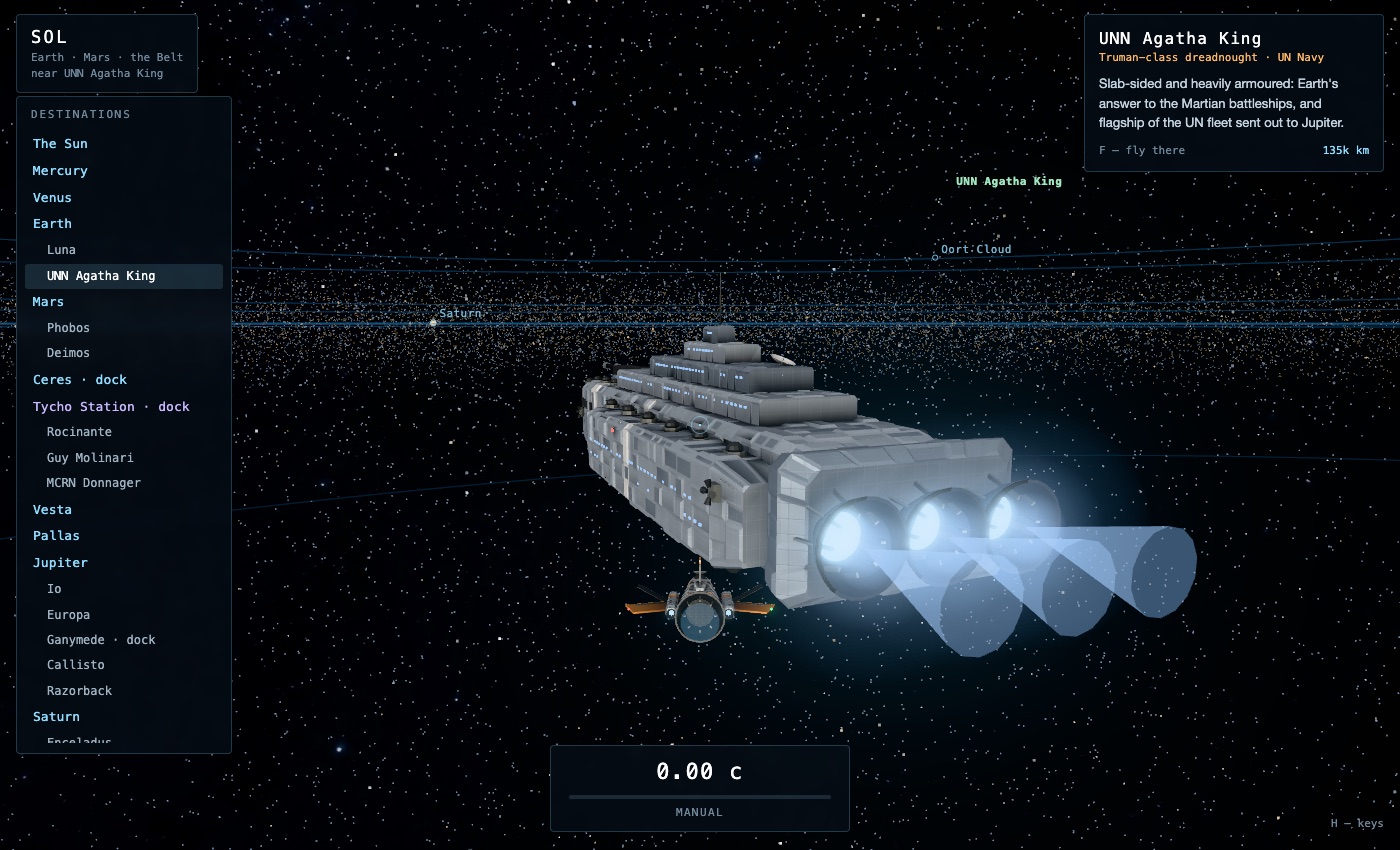 SOL
Earth · Mars · the Belt
near UNN Agatha King
DESTINATIONS
The Sun
Mercury
Venus
Earth
Luna
UNN Agatha King
Mars
Phobos
Deimos
Ceres · dock
Tycho Station · dock
Rocinante
Guy Molinari
MCRN Donnager
Vesta
Pallas
Jupiter
Io
Europa
Ganymede · dock
Callisto
Razorback
Saturn
Enceladus
UNN Agatha King
Truman-class dreadnought · UN Navy
Slab-sided and heavily armoured: Earth's
answer to the Martian battleships, and
flagship of the UN fleet sent out to Jupiter.
F — fly there 135k km
UNN Agatha King
Oort Cloud
Saturn
0.00 c
MANUAL
H — keys